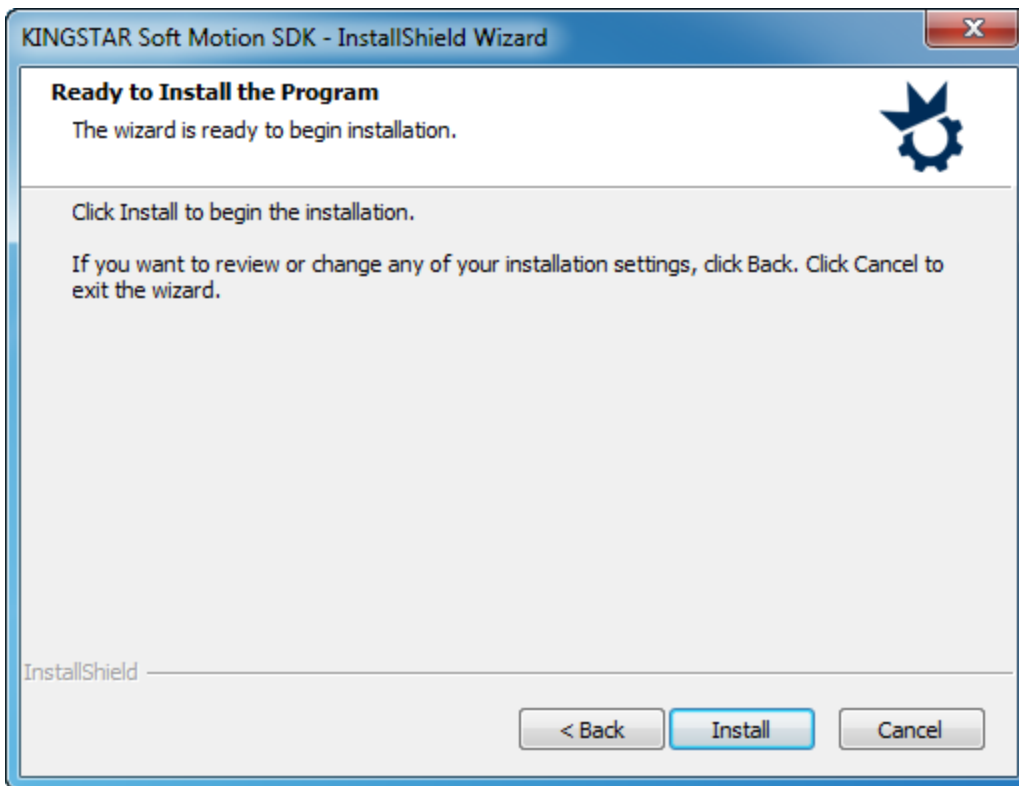 KINGSTAR Soft Motion SDK - InstallShield Wizard
Ready to Install the Program
The wizard is ready to begin installation.
Click Install to begin the installation.
If you want to review or change any of your installation settings, click Back. Click Cancel to
exit the wizard.
InstallShield
< Back
Install
Cancel